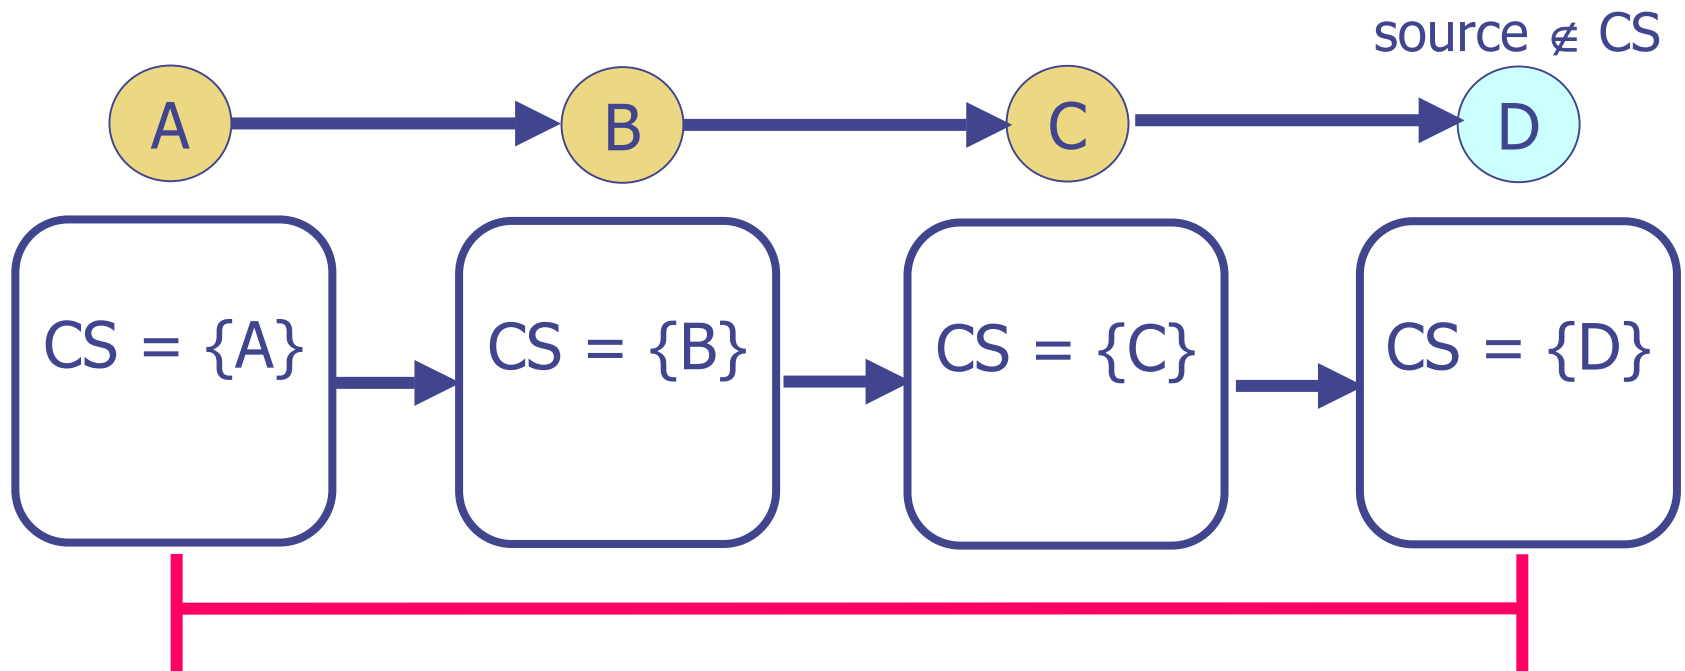 source ∉ CS
A B C D
CS = {A} CS = {B} CS = {C} CS = {D}